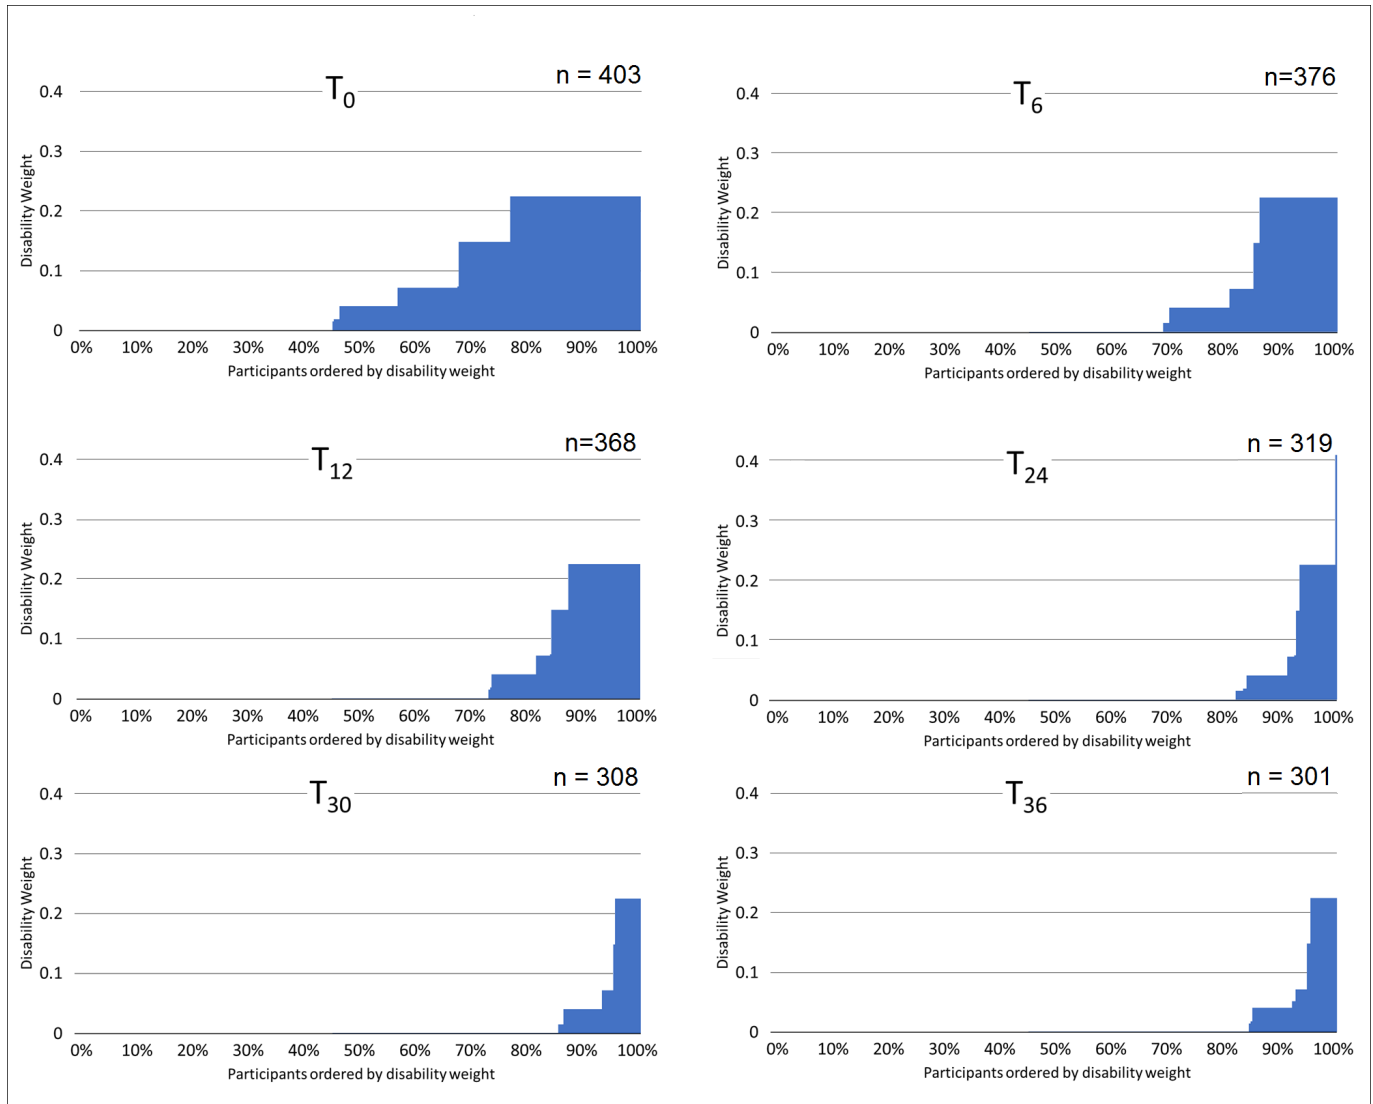 T0
n = 403
0.4
0.3
0.2
0.1
0
Disability Weight
0% 10% 20% 30% 40% 50% 60% 70% 80% 90% 100%
Participants ordered by disability weight
T6
n=376
0.4
0.3
0.2
0.1
0
Disability Weight
0% 10% 20% 30% 40% 50% 60% 70% 80% 90% 100%
Participants ordered by disability weight
T12
n=368
0.4
0.3
0.2
0.1
0
Disability Weight
0% 10% 20% 30% 40% 50% 60% 70% 80% 90% 100%
Participants ordered by disability weight
T24
n = 319
0.4
0.3
0.2
0.1
0
Disability Weight
0% 10% 20% 30% 40% 50% 60% 70% 80% 90% 100%
Participants ordered by disability weight
T30
n = 308
0.4
0.3
0.2
0.1
0
Disability Weight
0% 10% 20% 30% 40% 50% 60% 70% 80% 90% 100%
Participants ordered by disability weight
T36
n = 301
0.4
0.3
0.2
0.1
0
Disability Weight
0% 10% 20% 30% 40% 50% 60% 70% 80% 90% 100%
Participants ordered by disability weight